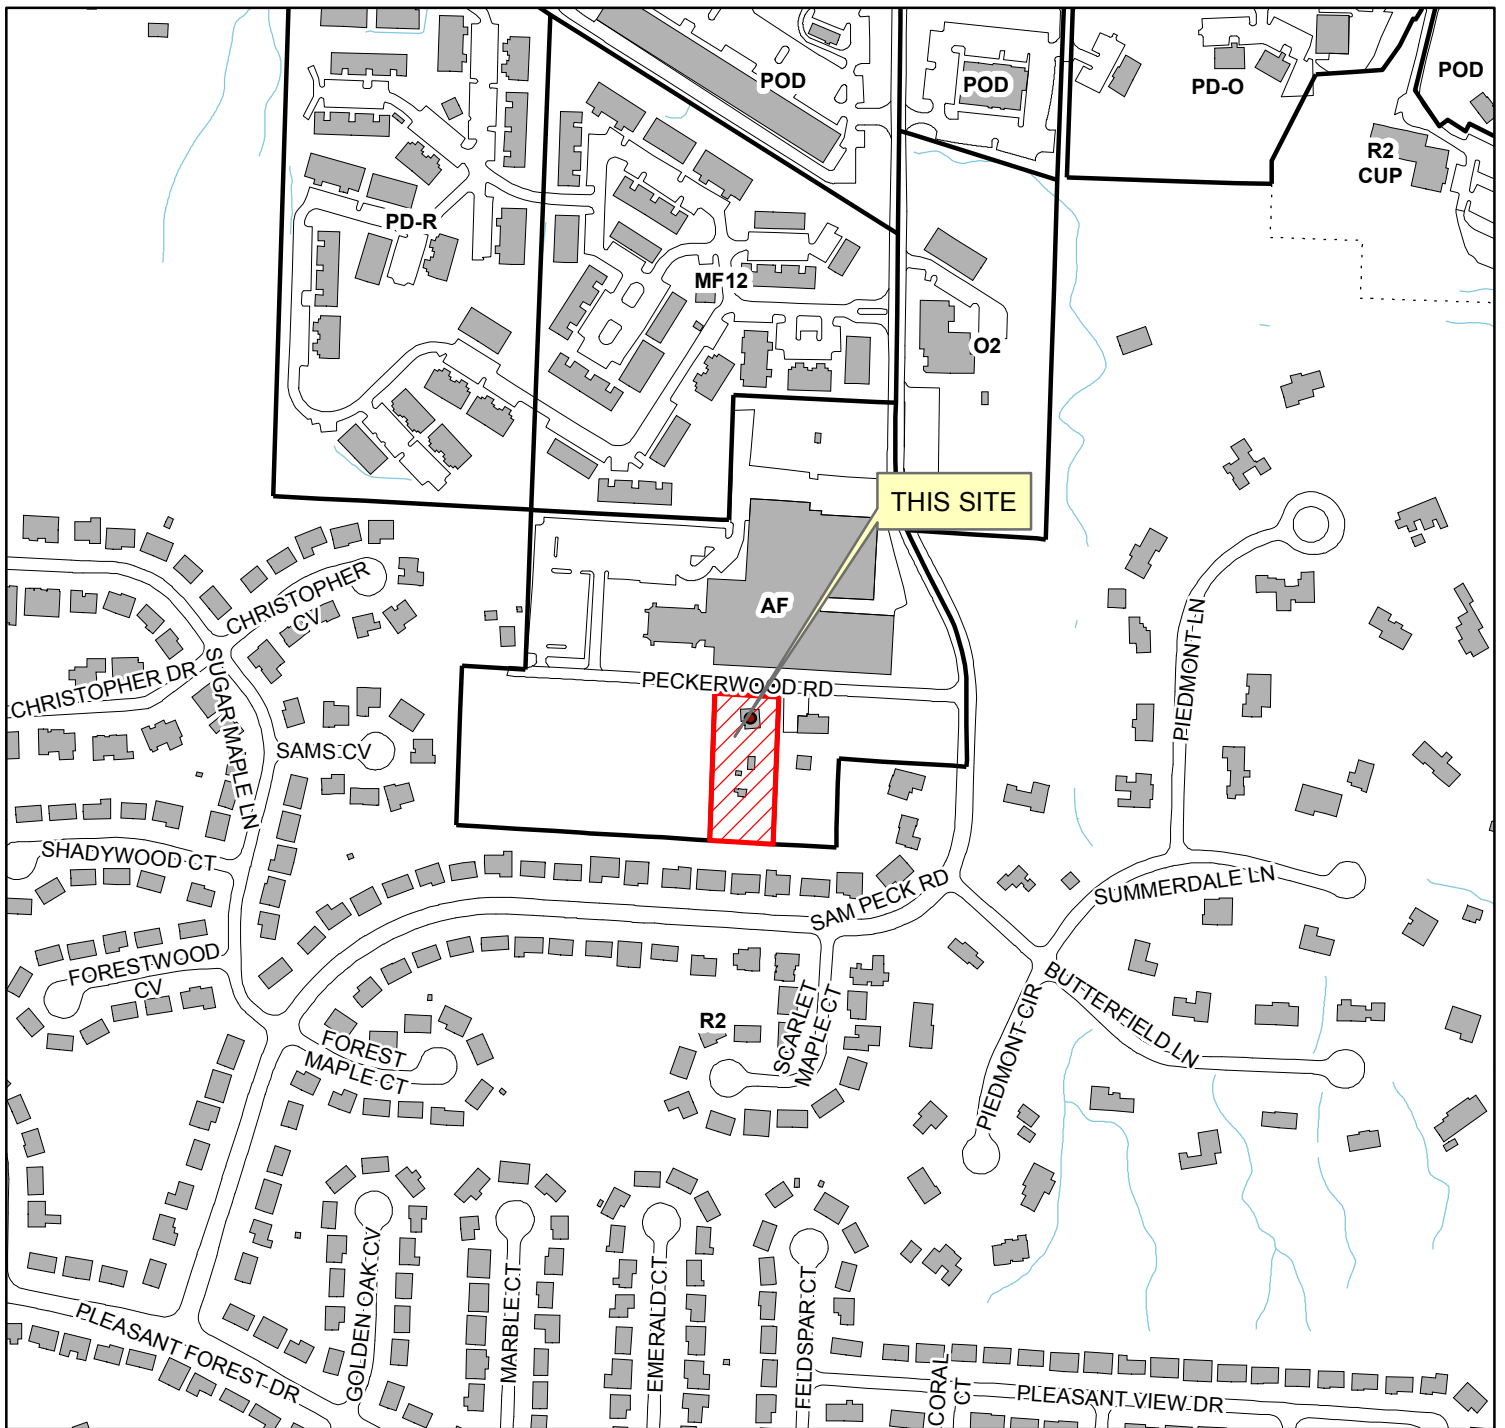 POD
POD
PD-O
POD
R2
CUP
PD-R
MF12
O2
THIS SITE
CHRISTOPHER
CV
AF
PIEDMONT LN
CHRISTOPHER DR
SUGAR MAPLE LN
PECKERWOOD RD
SAMS CV
SHADYWOOD CT
SAM PECK RD
SUMMERDALE LN
FORESTWOOD
CV
BUTTERFIELD LN
SCARLET
MAPLE CT
R2
FOREST
MAPLE CT
PIEDMONT CIR
GOLDEN OAK CV
MARBLE CT
EMERALD CT
FELDSPAR CT
PLEASANT FOREST DR
CORAL
CT
PLEASANT VIEW DR